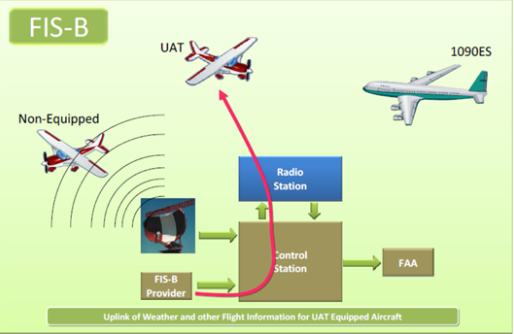 FIS-B
UAT
1090ES
Non-Equipped
Radio
Station
Control
Station
FAA
FIS-B
Provider
Uplink of Weather and other Flight Information for UAT Equipped Aircraft